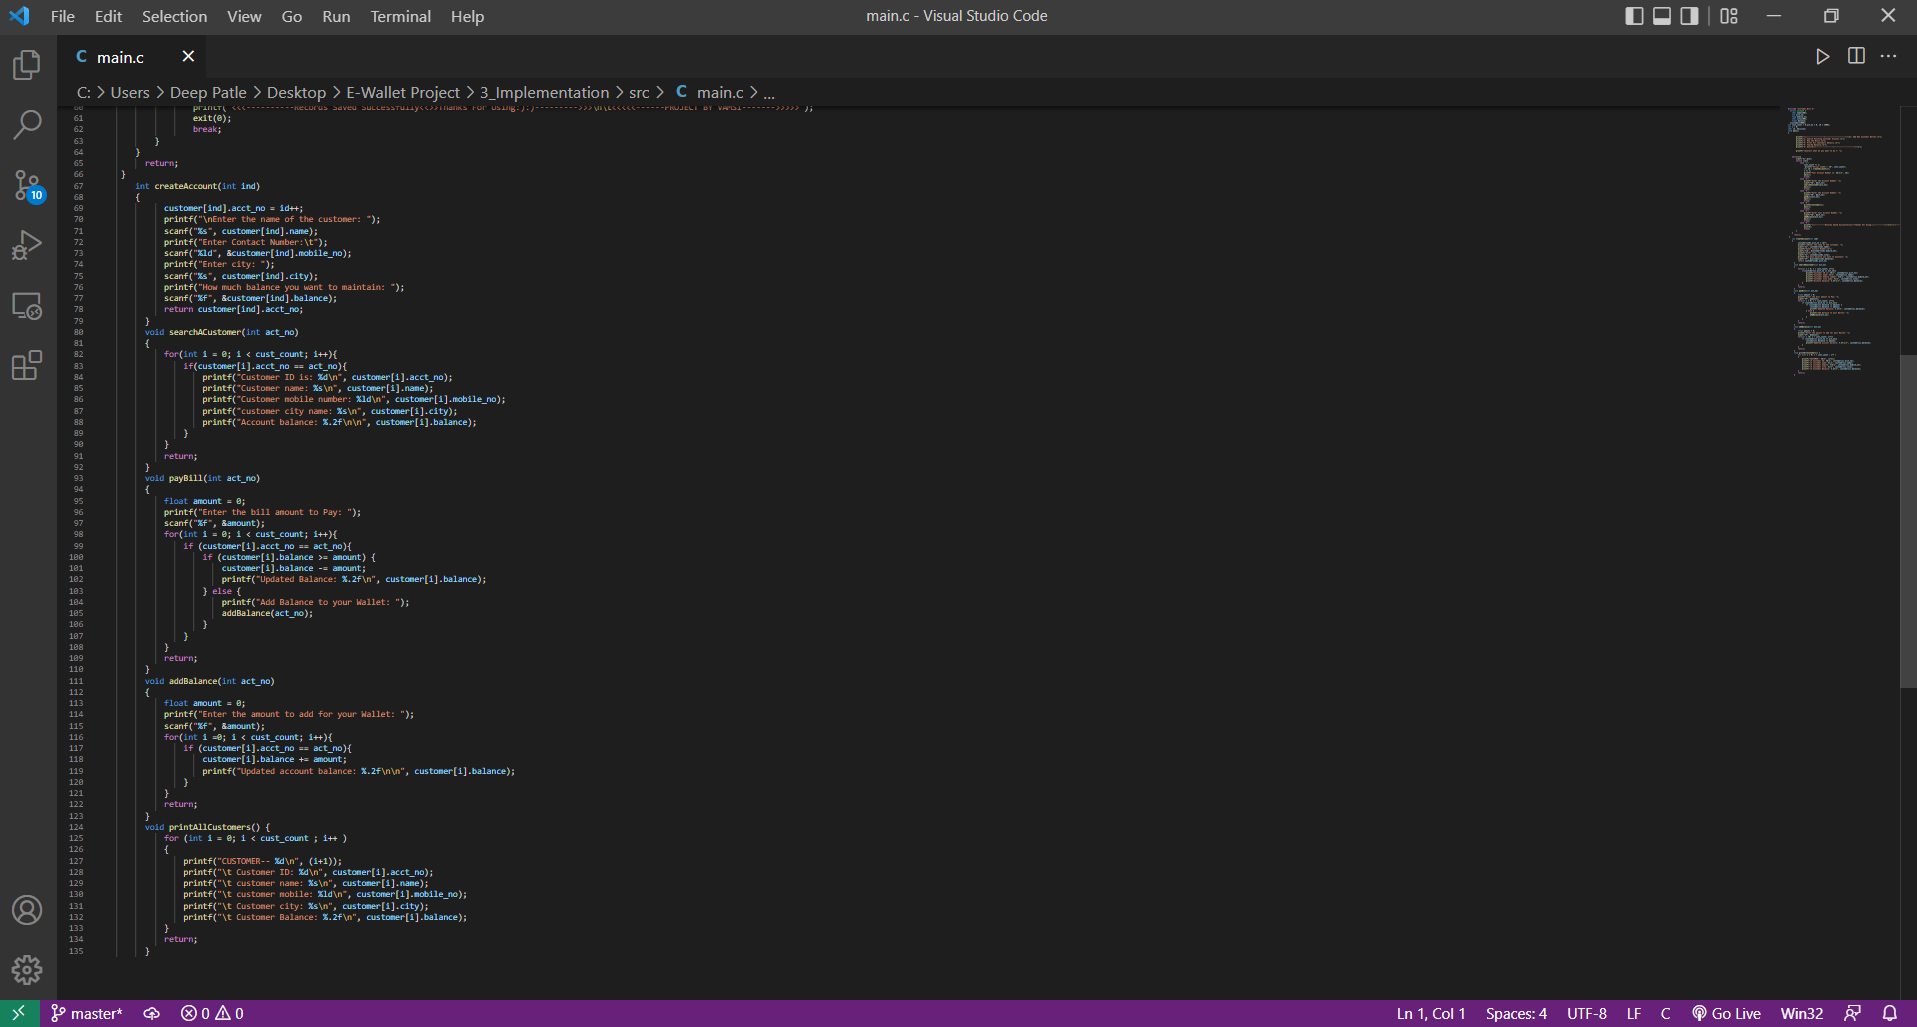 File Edit Selection View Go Run Terminal Help
main.c - Visual Studio Code
C main.c
C: > Users > Deep Patle > Desktop > E-Wallet Project > 3_Implementation > src > C main.c > ...
61 exit(0);
62 break;
63 }
64 }
65 return;
66 }
67 int createAccount(int ind)
68 {
69 customer[ind].acct_no = id++;
70 printf("\nEnter the name of the customer: ");
71 scanf("%s", customer[ind].name);
72 printf("Enter Contact Number:\t");
73 scanf("%ld", &customer[ind].mobile_no);
74 printf("Enter city: ");
75 scanf("%s", customer[ind].city);
76 printf("How much balance you want to maintain: ");
77 scanf("%f", &customer[ind].balance);
78 return customer[ind].acct_no;
79 }
80 void searchACustomer(int act_no)
81 {
82 for(int i = 0; i < cust_count; i++){
83 if(customer[i].acct_no == act_no){
84 printf("Customer ID is: %d\n", customer[i].acct_no);
85 printf("Customer name: %s\n", customer[i].name);
86 printf("Customer mobile number: %ld\n", customer[i].mobile_no);
87 printf("customer city name: %s\n", customer[i].city);
88 printf("Account balance: %.2f\n\n", customer[i].balance);
89 }
90 }
91 return;
92 }
93 void payBill(int act_no)
94 {
95 float amount = 0;
96 printf("Enter the bill amount to Pay: ");
97 scanf("%f", &amount);
98 for(int i = 0; i < cust_count; i++){
99 if (customer[i].acct_no == act_no){
100 if (customer[i].balance >= amount) {
101 customer[i].balance -= amount;
102 printf("Updated Balance: %.2f\n", customer[i].balance);
103 } else {
104 printf("Add Balance to your Wallet: ");
105 addBalance(act_no);
106 }
107 }
108 }
109 return;
110 }
111 void addBalance(int act_no)
112 {
113 float amount = 0;
114 printf("Enter the amount to add for your Wallet: ");
115 scanf("%f", &amount);
116 for(int i =0; i < cust_count; i++){
117 if (customer[i].acct_no == act_no){
118 customer[i].balance += amount;
119 printf("Updated account balance: %.2f\n\n", customer[i].balance);
120 }
121 }
122 return;
123 }
124 void printAllCustomers() {
125 for (int i = 0; i < cust_count ; i++ )
126 {
127 printf("CUSTOMER-- %d\n", (i+1));
128 printf("\t Customer ID: %d\n", customer[i].acct_no);
129 printf("\t customer name: %s\n", customer[i].name);
130 printf("\t customer mobile: %ld\n", customer[i].mobile_no);
131 printf("\t Customer city: %s\n", customer[i].city);
132 printf("\t Customer Balance: %.2f\n", customer[i].balance);
133 }
134 return;
135 }
10
master* 0 0 Ln 1, Col 1 Spaces: 4 UTF-8 LF C Go Live Win32